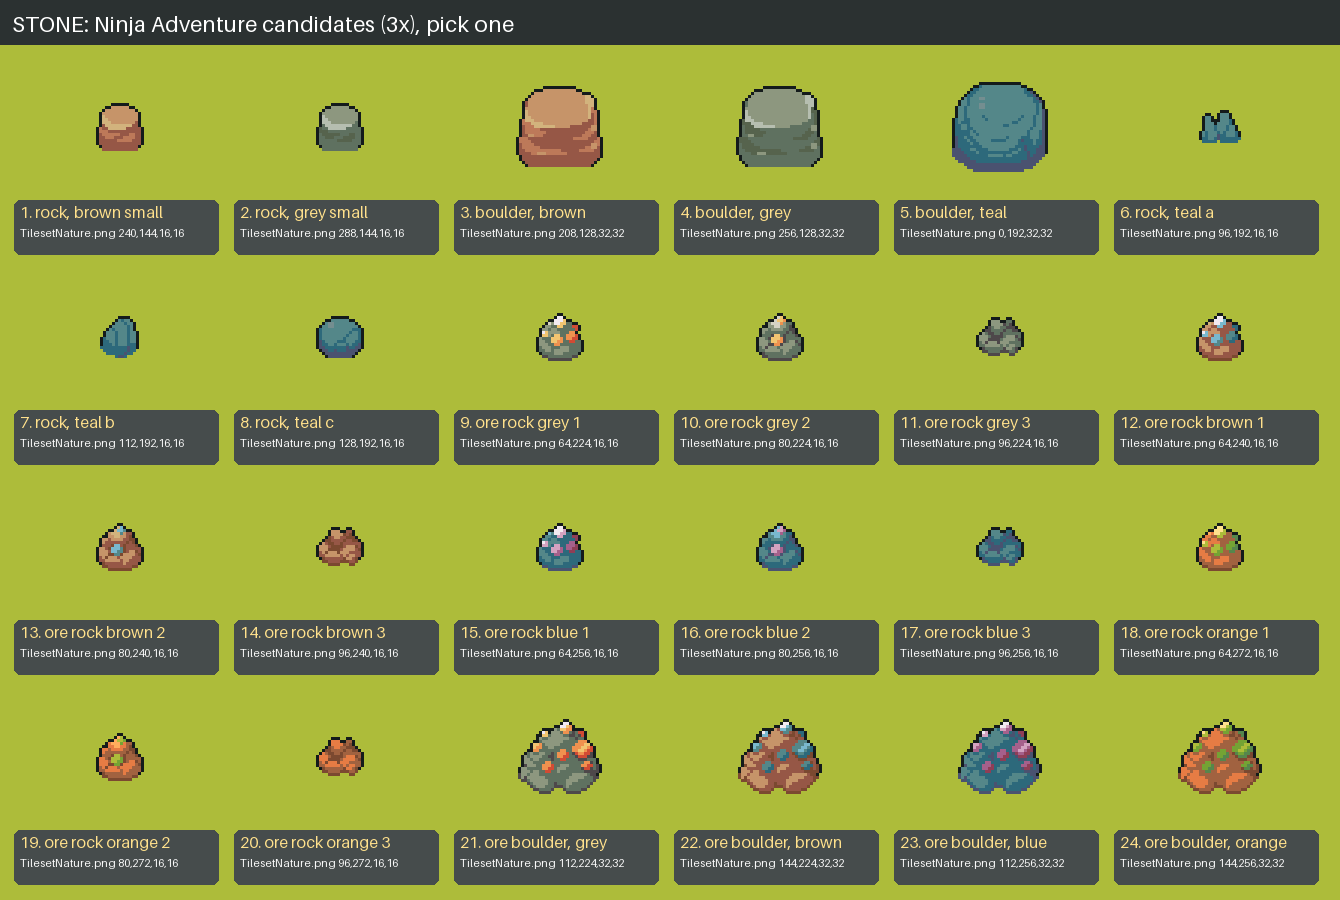 STONE: Ninja Adventure candidates (3x), pick one
1. rock, brown small
TilesetNature.png 240,144,16,16
2. rock, grey small
TilesetNature.png 288,144,16,16
3. boulder, brown
TilesetNature.png 208,128,32,32
4. boulder, grey
TilesetNature.png 256,128,32,32
5. boulder, teal
TilesetNature.png 0,192,32,32
6. rock, teal a
TilesetNature.png 96,192,16,16
7. rock, teal b
TilesetNature.png 112,192,16,16
8. rock, teal c
TilesetNature.png 128,192,16,16
9. ore rock grey 1
TilesetNature.png 64,224,16,16
10. ore rock grey 2
TilesetNature.png 80,224,16,16
11. ore rock grey 3
TilesetNature.png 96,224,16,16
12. ore rock brown 1
TilesetNature.png 64,240,16,16
13. ore rock brown 2
TilesetNature.png 80,240,16,16
14. ore rock brown 3
TilesetNature.png 96,240,16,16
15. ore rock blue 1
TilesetNature.png 64,256,16,16
16. ore rock blue 2
TilesetNature.png 80,256,16,16
17. ore rock blue 3
TilesetNature.png 96,256,16,16
18. ore rock orange 1
TilesetNature.png 64,272,16,16
19. ore rock orange 2
TilesetNature.png 80,272,16,16
20. ore rock orange 3
TilesetNature.png 96,272,16,16
21. ore boulder, grey
TilesetNature.png 112,224,32,32
22. ore boulder, brown
TilesetNature.png 144,224,32,32
23. ore boulder, blue
TilesetNature.png 112,256,32,32
24. ore boulder, orange
TilesetNature.png 144,256,32,32